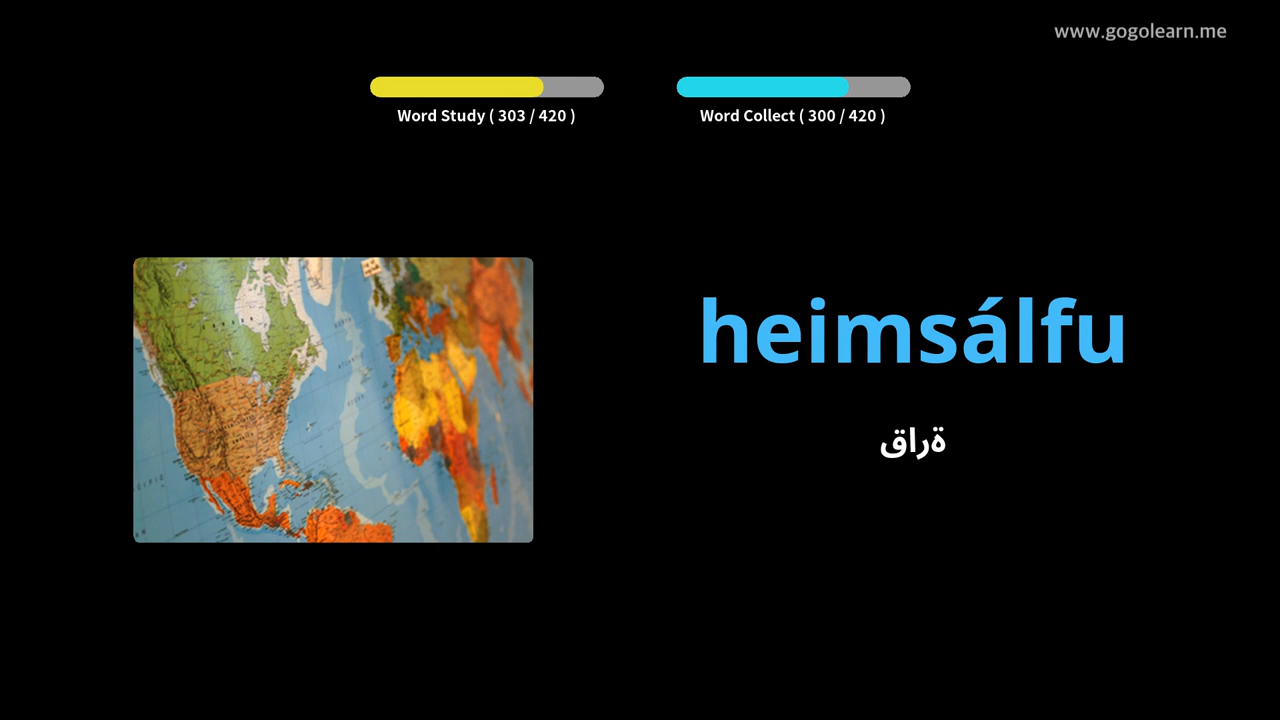 www.gogolearn.me
Word Study ( 303 / 420 )
Word Collect ( 300 / 420 )
heimsálfu
ةراق